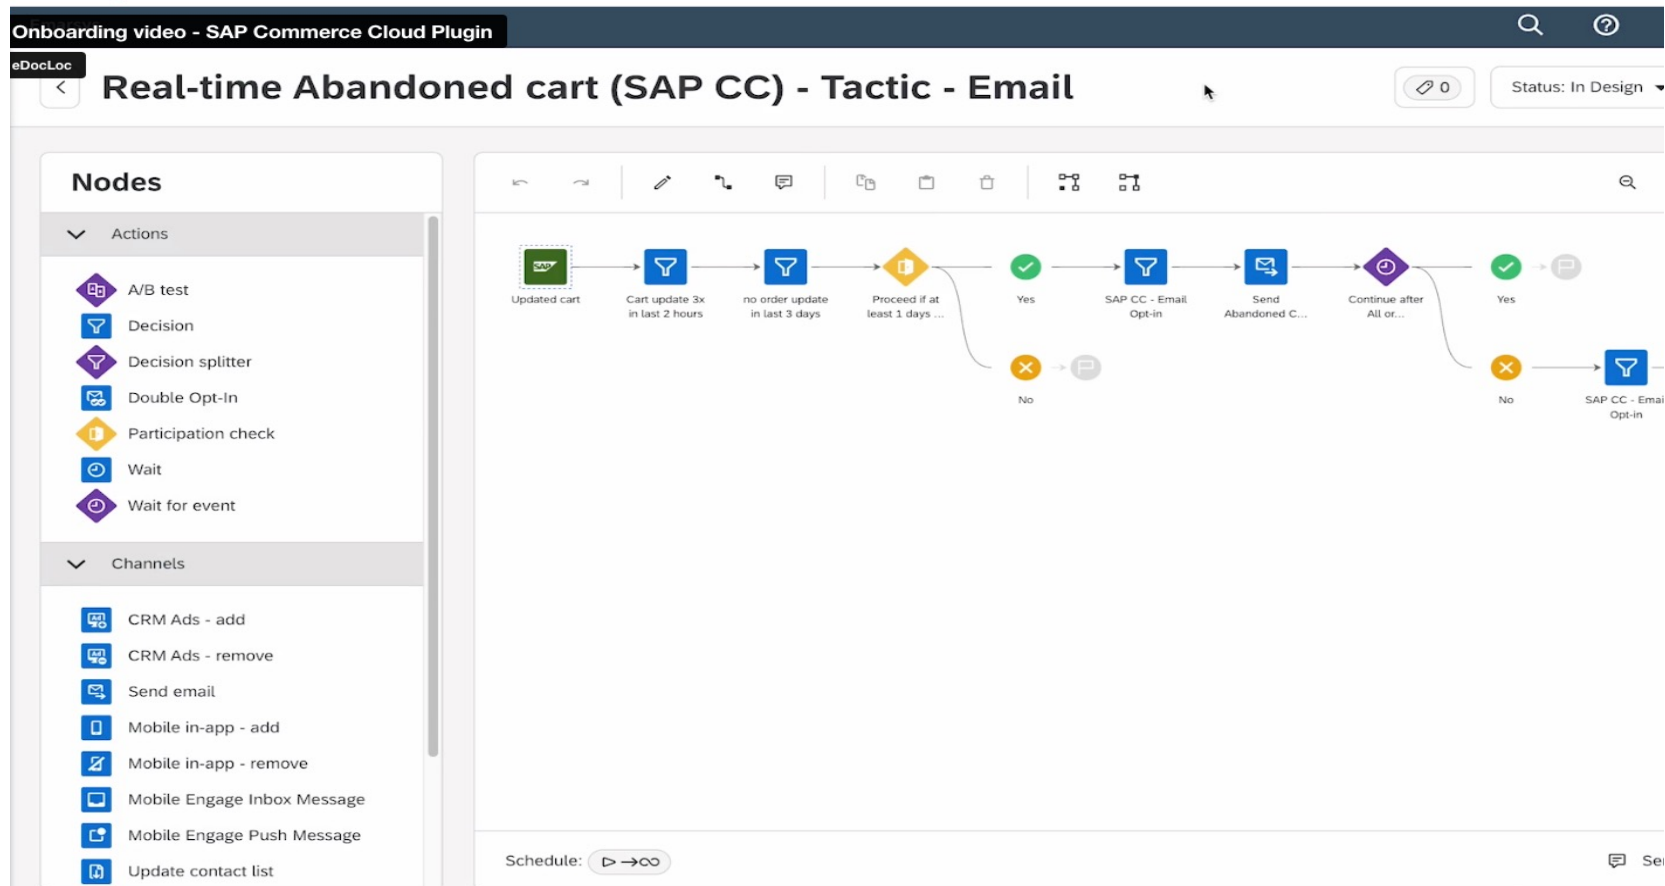 Onboarding video - SAP Commerce Cloud Plugin
eDocLoc
Real-time Abandoned cart (SAP CC) - Tactic - Email
0
Status: In Design
Nodes
Actions
A/B test
Decision
Decision splitter
Double Opt-In
Participation check
Wait
Wait for event
Channels
CRM Ads - add
CRM Ads - remove
Send email
Mobile in-app - add
Mobile in-app - remove
Mobile Engage Inbox Message
Mobile Engage Push Message
Update contact list
SAP
Updated cart
Cart update 3x
in last 2 hours
no order update
in last 3 days
Proceed if at
least 1 days ...
Yes
SAP CC - Email
Opt-in
Send
Abandoned C...
Continue after
All or...
Yes
No
No
SAP CC - Emai
Opt-in
Schedule:
Se